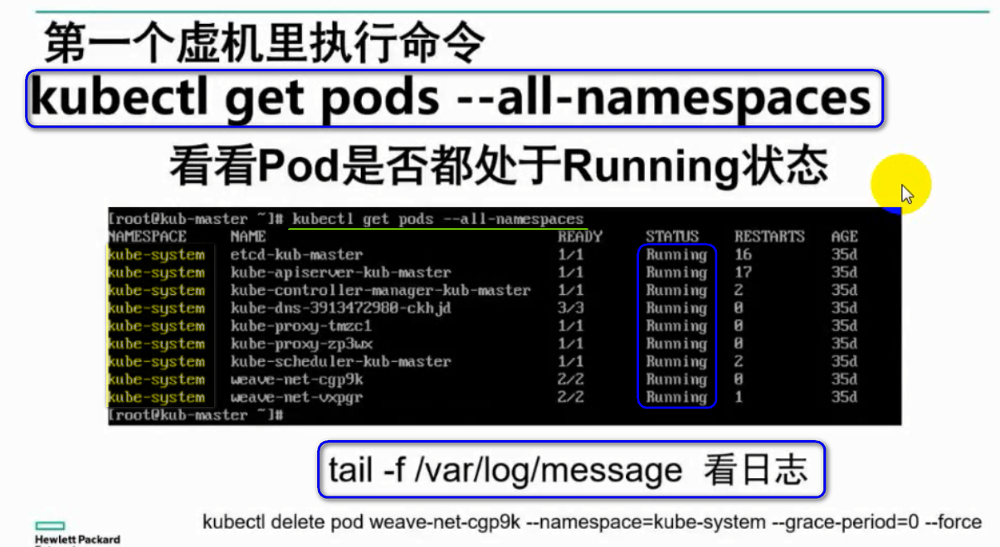 第一个虚机里执行命令
kubectl get pods --all-namespaces
看看Pod是否都处于Running状态
[root@kub-master ~]# kubectl get pods --all-namespaces
NAMESPACE NAME READY STATUS RESTARTS AGE
kube-system etcd-kub-master 1/1 Running 16 35d
kube-system kube-apiserver-kub-master 1/1 Running 17 35d
kube-system kube-controller-manager-kub-master 1/1 Running 2 35d
kube-system kube-dns-3913472980-ckhjd 3/3 Running 0 35d
kube-system kube-proxy-tmzc1 1/1 Running 0 35d
kube-system kube-proxy-zp3wx 1/1 Running 0 35d
kube-system kube-scheduler-kub-master 1/1 Running 2 35d
kube-system weave-net-cgp9k 2/2 Running 0 35d
kube-system weave-net-vxpgr 2/2 Running 1 35d
[root@kub-master ~]#
tail -f /var/log/message 看日志
kubectl delete pod weave-net-cgp9k --namespace=kube-system --grace-period=0 --force
Hewlett Packard